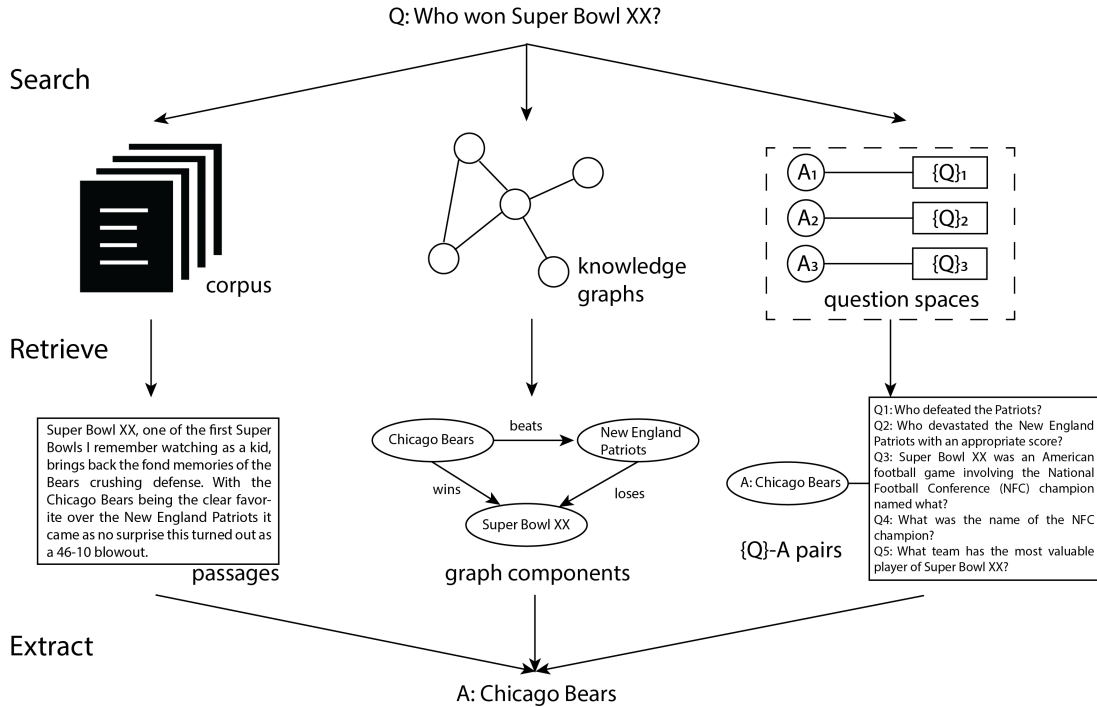 Q: Who won Super Bowl XX?
Search
corpus
knowledge
graphs
A₁
{Q}₁
A₂
{Q}₂
A₃
{Q}₃
question spaces
Retrieve
Super Bowl XX, one of the first Super
Bowls I remember watching as a kid,
brings back the fond memories of the
Bears crushing defense. With the
Chicago Bears being the clear favor-
ite over the New England Patriots it
came as no surprise this turned out as
a 46-10 blowout.
passages
Chicago Bears
beats
New England
Patriots
wins
loses
Super Bowl XX
graph components
A: Chicago Bears
{Q}-A pairs
Q1: Who defeated the Patriots?
Q2: Who devastated the New England
Patriots with an appropriate score?
Q3: Super Bowl XX was an American
football game involving the National
Football Conference (NFC) champion
named what?
Q4: What was the name of the NFC
champion?
Q5: What team has the most valuable
player of Super Bowl XX?
Extract
A: Chicago Bears